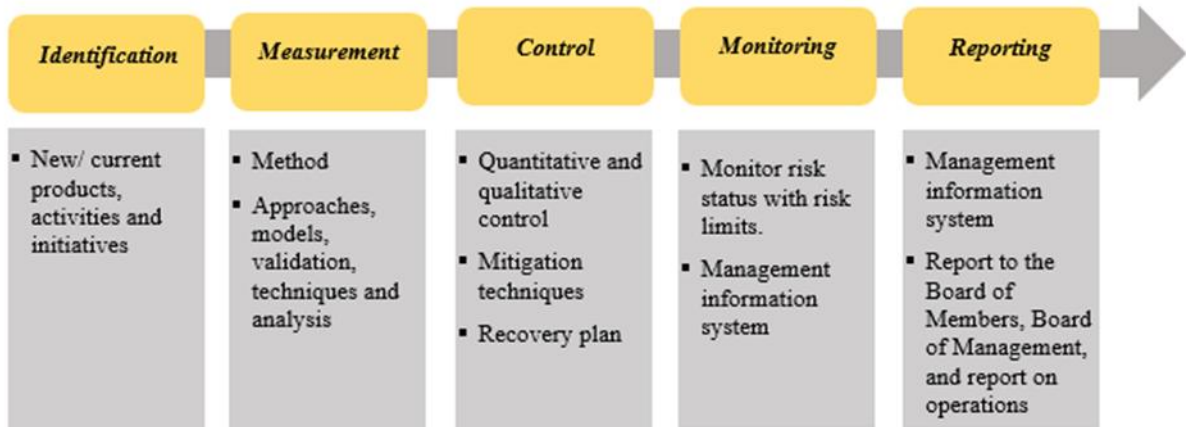 Identification
Measurement
Control
Monitoring
Reporting
▪ New/ current
products,
activities and
initiatives
▪ Method
▪ Approaches,
models,
validation,
techniques and
analysis
▪ Quantitative and
qualitative
control
▪ Mitigation
techniques
▪ Recovery plan
▪ Monitor risk
status with risk
limits.
▪ Management
information
system
▪ Management
information
system
▪ Report to the
Board of
Members, Board
of Management,
and report on
operations